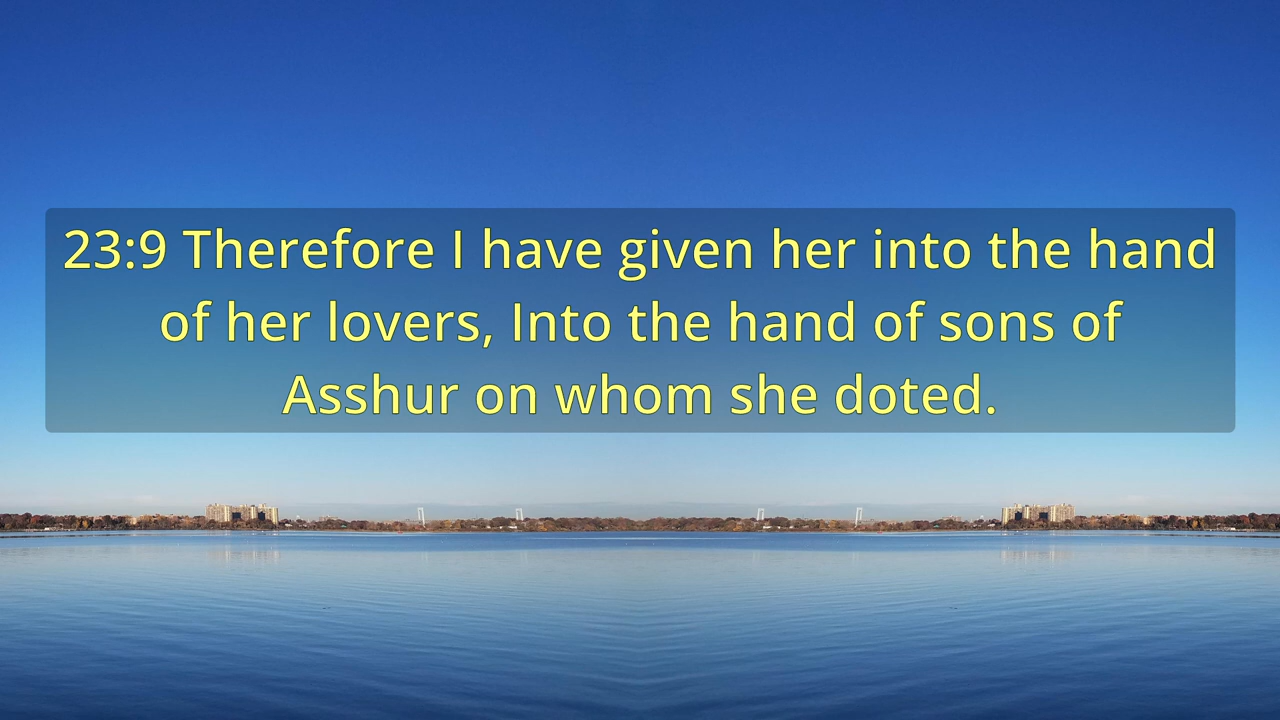 23:9 Therefore I have given her into the hand
of her lovers, Into the hand of sons of
Asshur on whom she doted.